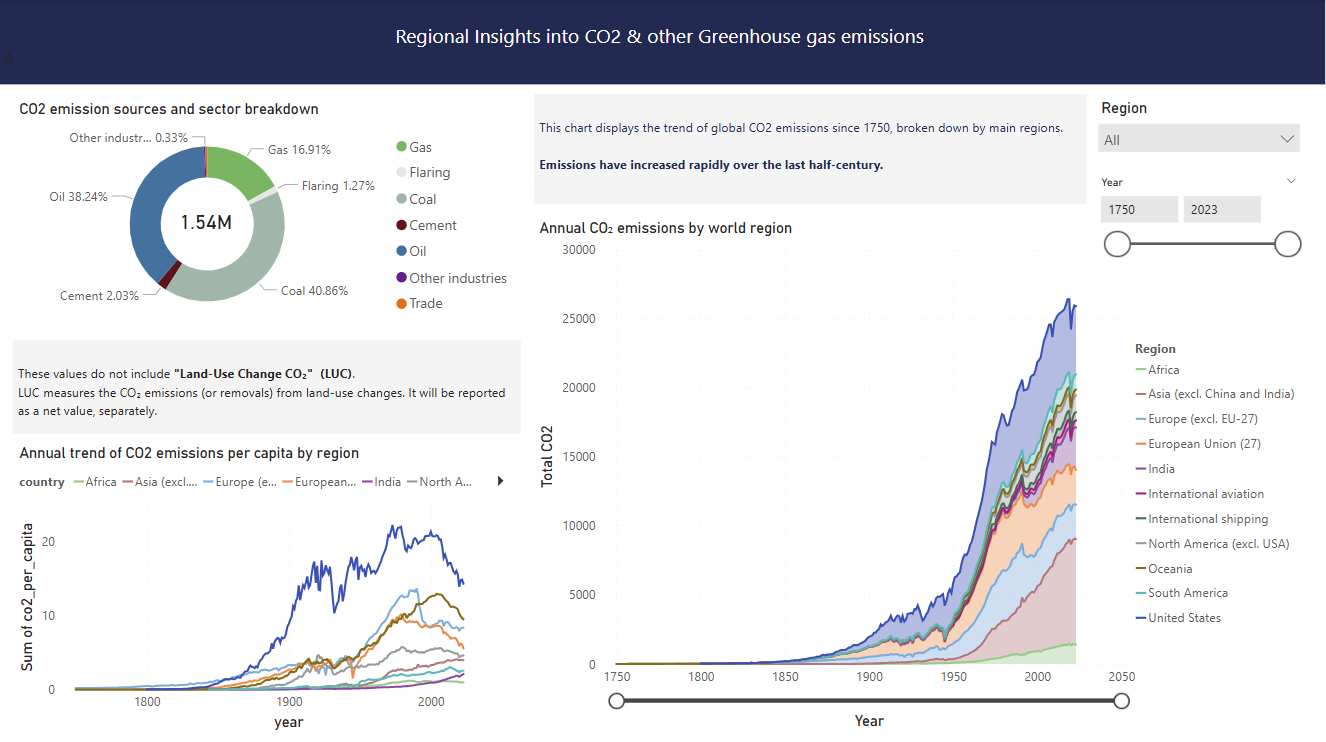 Regional Insights into CO2 & other Greenhouse gas emissions
CO2 emission sources and sector breakdown
Other industr... 0.33%
Gas 16.91%
Flaring 1.27%
Oil 38.24%
1.54M
Cement 2.03%
Coal 40.86%
Gas
Flaring
Coal
Cement
Oil
Other industries
Trade
These values do not include "Land-Use Change CO₂" (LUC).
LUC measures the CO₂ emissions (or removals) from land-use changes. It will be reported
as a net value, separately.
Annual trend of CO2 emissions per capita by region
country Africa Asia (excl.... Europe (e... European... India North A...
Sum of co2_per_capita
20
10
0
1800 1900 2000
year
This chart displays the trend of global CO2 emissions since 1750, broken down by main regions.
Emissions have increased rapidly over the last half-century.
Annual CO₂ emissions by world region
Total CO2
30000
25000
20000
15000
10000
5000
0
1750 1800 1850 1900 1950 2000 2050
Year
Region
All
Year
1750 2023
Region
Africa
Asia (excl. China and India)
Europe (excl. EU-27)
European Union (27)
India
International aviation
International shipping
North America (excl. USA)
Oceania
South America
United States